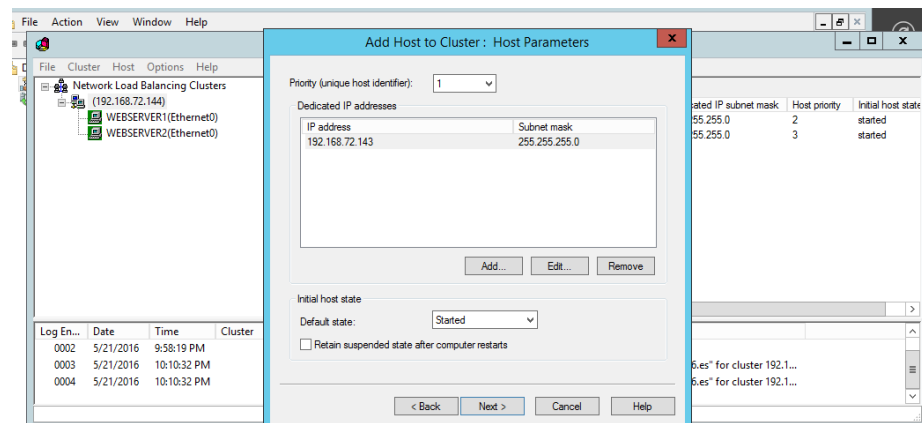 File Action View Window Help
Add Host to Cluster : Host Parameters
File Cluster Host Options Help
Network Load Balancing Clusters
(192.168.72.144)
WEBSERVER1(Ethernet0)
WEBSERVER2(Ethernet0)
Priority (unique host identifier): 1
Dedicated IP addresses
IP address Subnet mask
192.168.72.143 255.255.255.0
Add... Edit... Remove
Initial host state
Default state: Started
Retain suspended state after computer restarts
< Back Next > Cancel Help
cated IP subnet mask Host priority Initial host state
55.255.0 2 started
55.255.0 3 started
Log En... Date Time Cluster
0002 5/21/2016 9:58:19 PM
0003 5/21/2016 10:10:32 PM
6.es" for cluster 192.1...
0004 5/21/2016 10:10:32 PM
6.es" for cluster 192.1...